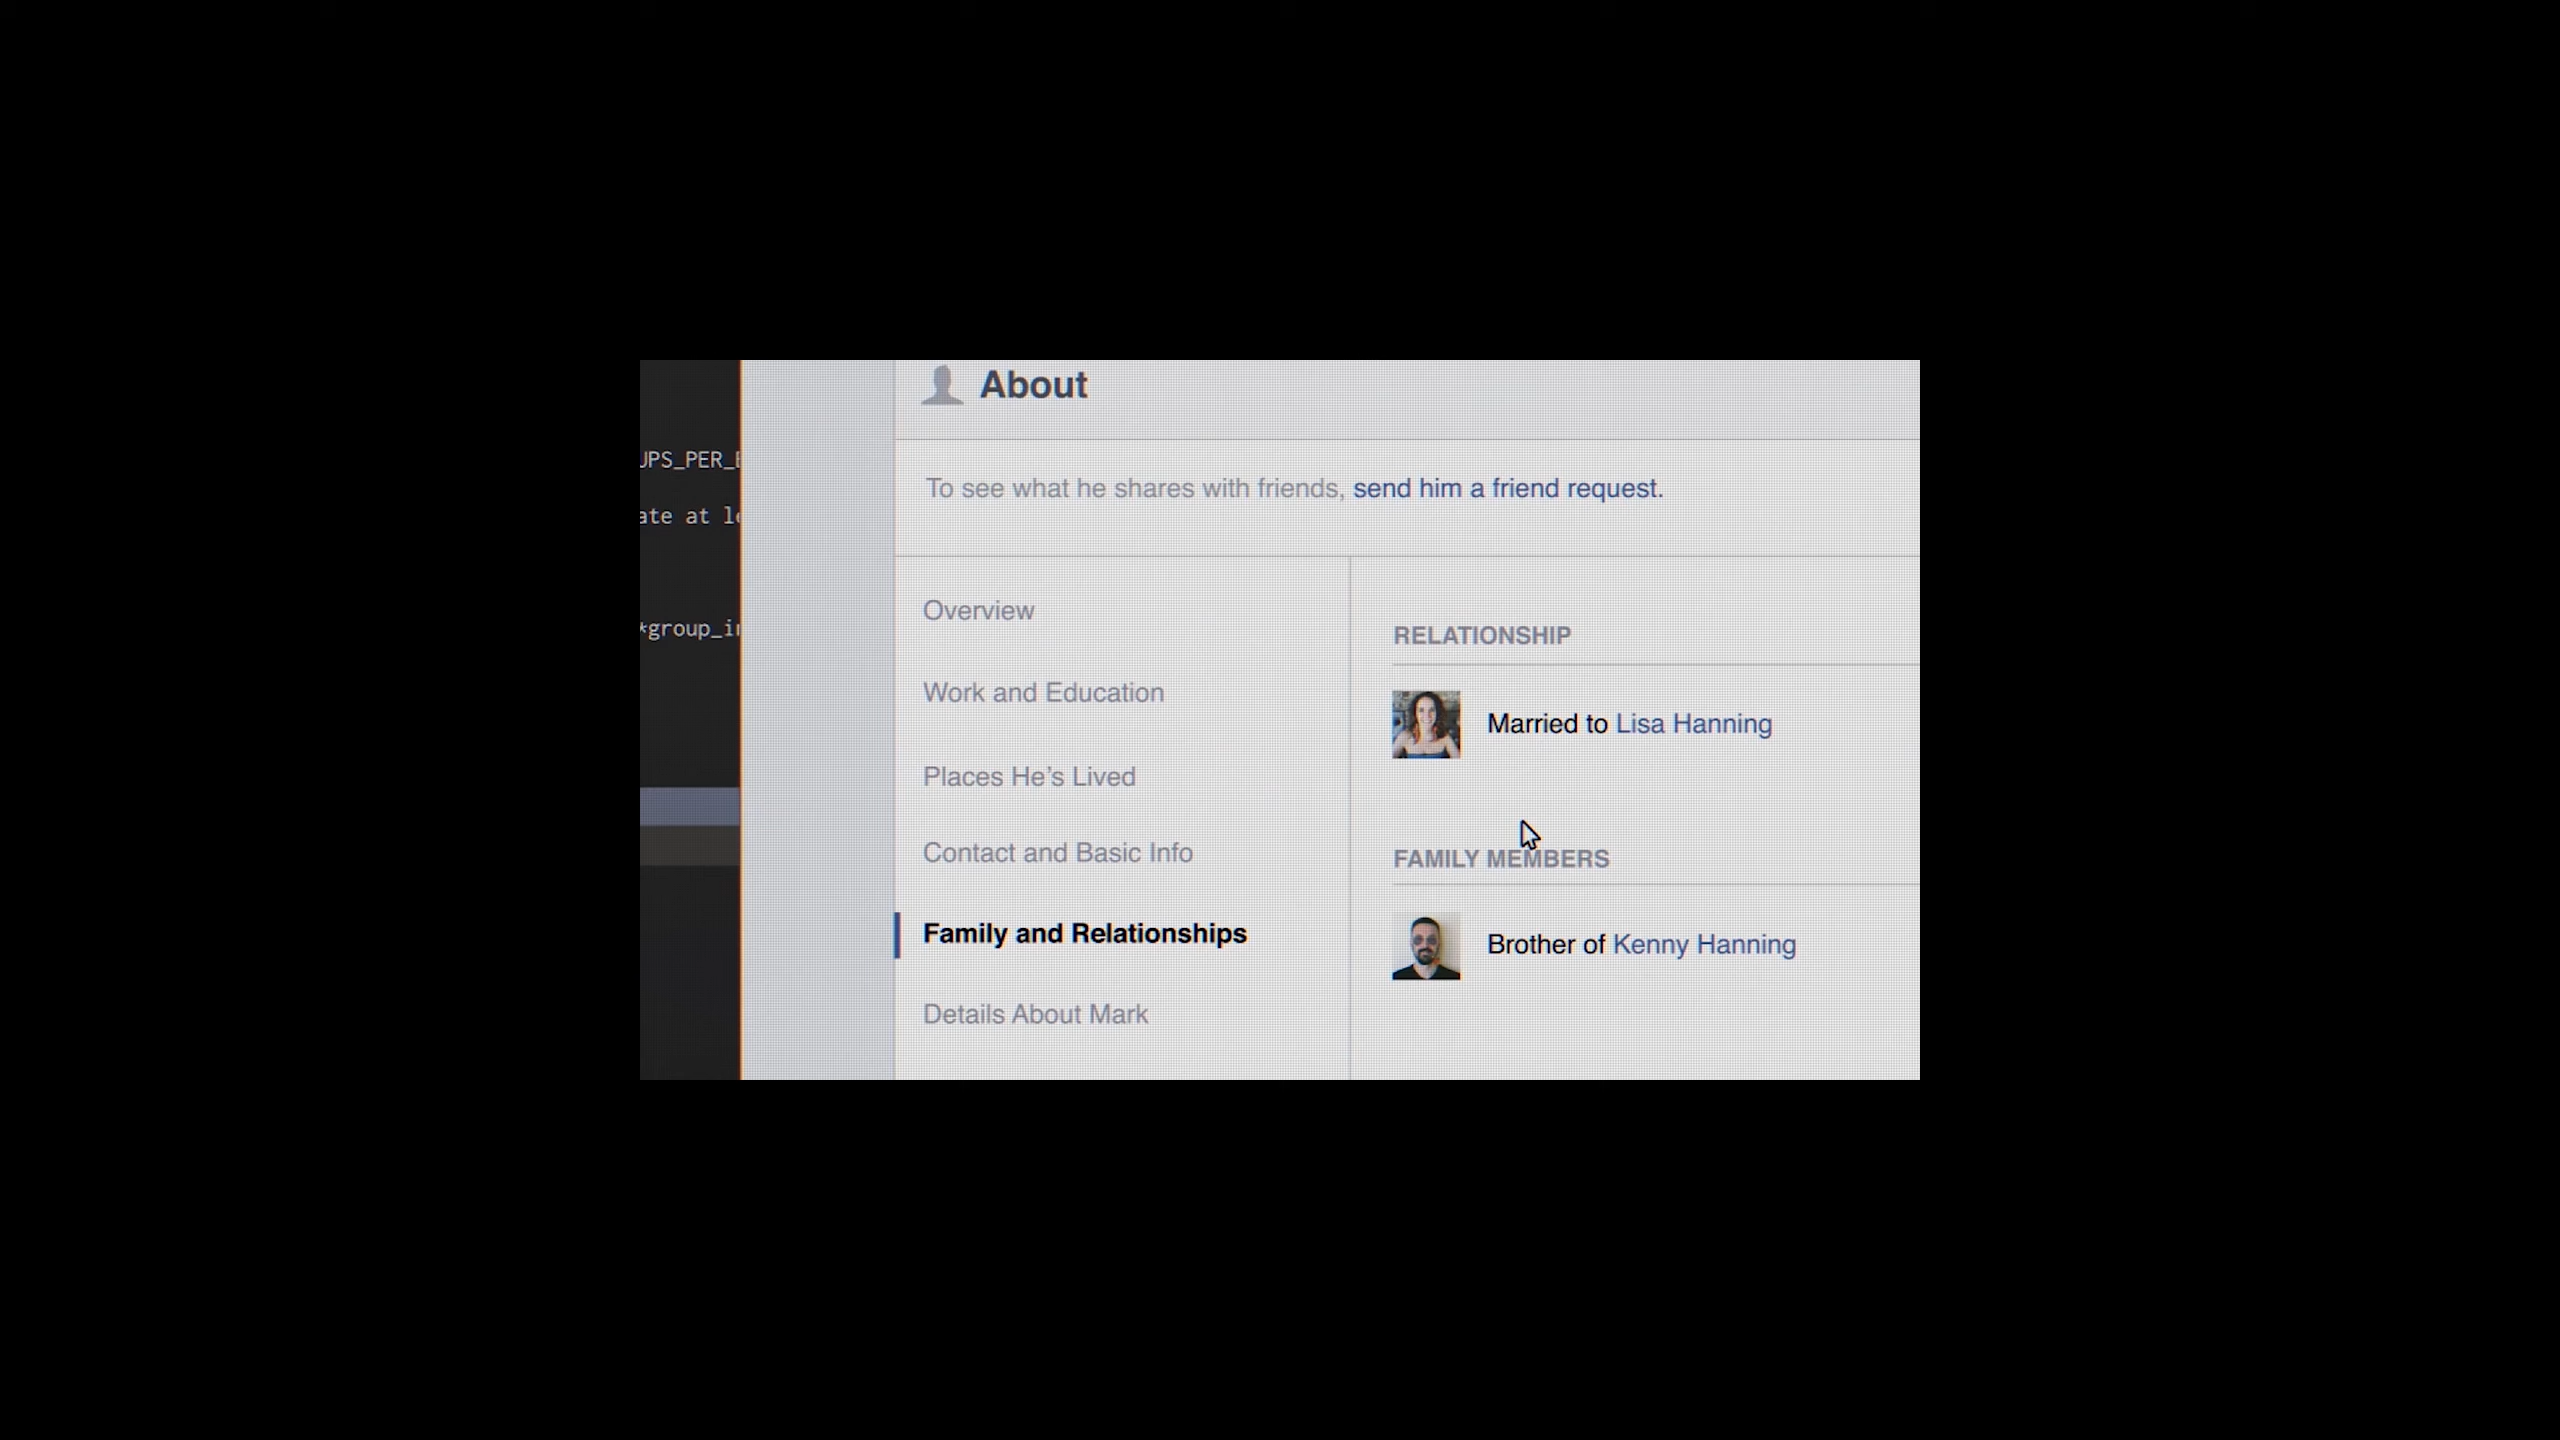 About
To see what he shares with friends, send him a friend request.
Overview
Work and Education
Places He’s Lived
Contact and Basic Info
Family and Relationships
Details About Mark
RELATIONSHIP
Married to Lisa Hanning
FAMILY MEMBERS
Brother of Kenny Hanning
UPS_PER_
ate at
*group_i